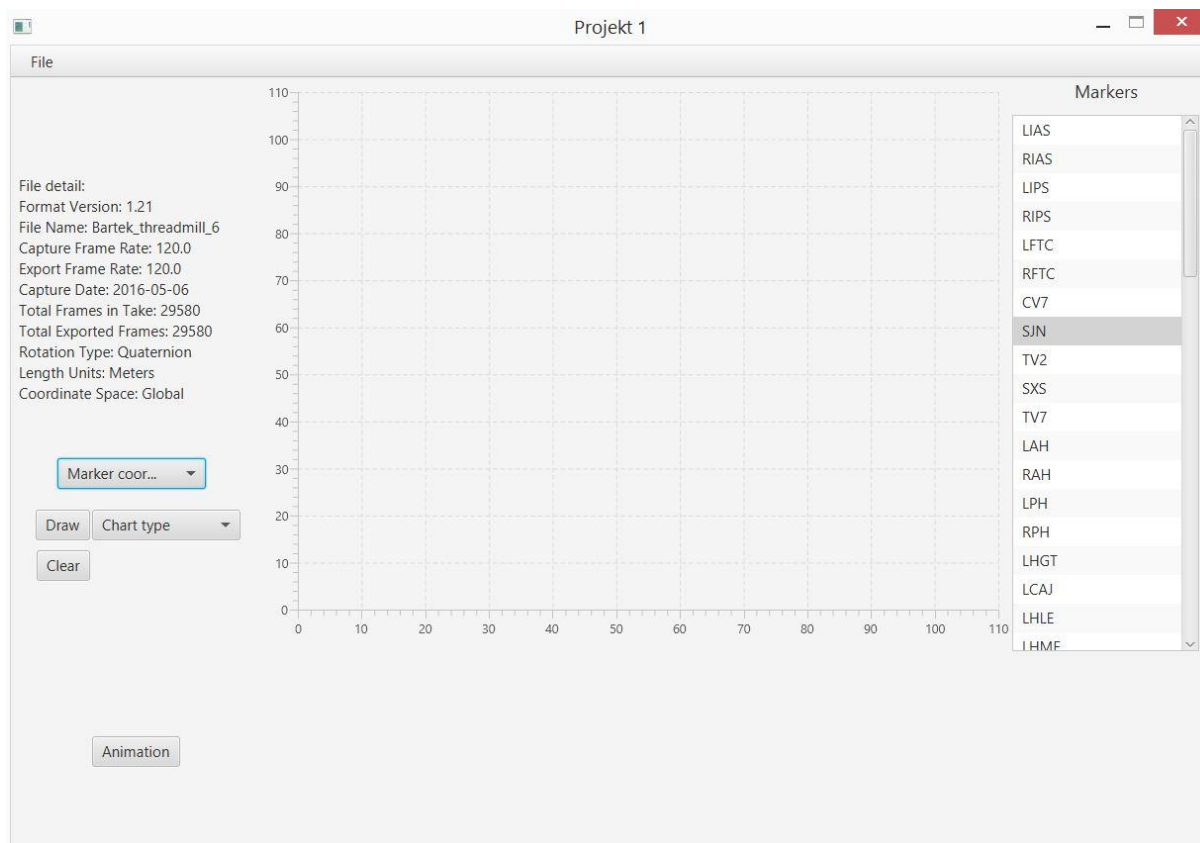 Projekt 1
File
File detail:
Format Version: 1.21
File Name: Bartek_threadmill_6
Capture Frame Rate: 120.0
Export Frame Rate: 120.0
Capture Date: 2016-05-06
Total Frames in Take: 29580
Total Exported Frames: 29580
Rotation Type: Quaternion
Length Units: Meters
Coordinate Space: Global
Marker coor...
Draw
Chart type
Clear
Animation
110
100
90
80
70
60
50
40
30
20
10
0
0 10 20 30 40 50 60 70 80 90 100 110
Markers
LIAS
RIAS
LIPS
RIPS
LFTC
RFTC
CV7
SJN
TV2
SXS
TV7
LAH
RAH
LPH
RPH
LHGT
LCAJ
LHLE
LHME